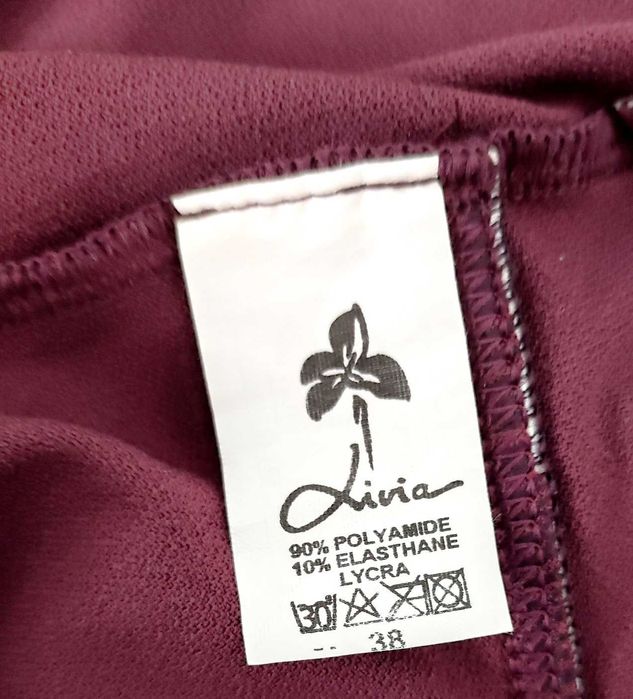 Livia
90% POLYAMIDE
10% ELASTHANE
LYCRA
30°
38